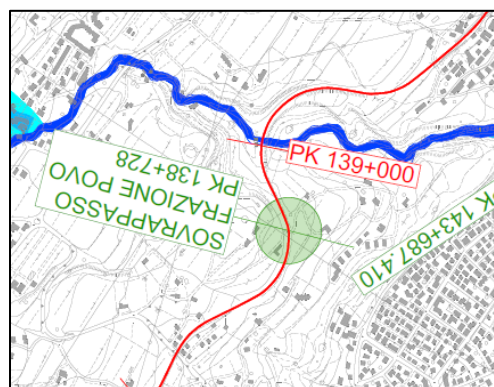 SOVRAPPASSO
FRAZIONE POVO
PK 138+728
PK 139+000
PK 143+687.410